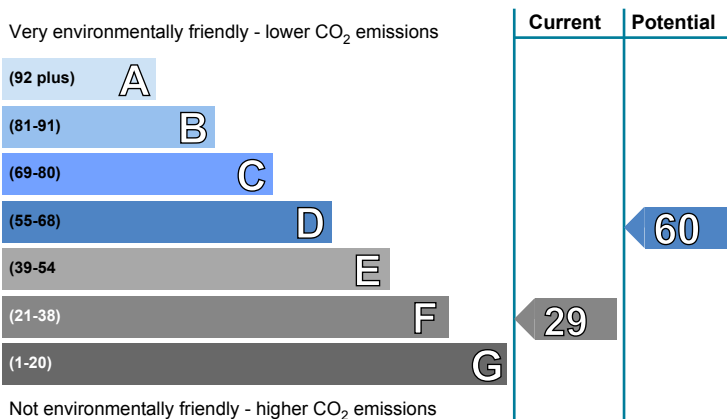 Very environmentally friendly - lower CO2 emissions
Current
Potential
(92 plus) A
(81-91) B
(69-80) C
(55-68) D
60
(39-54 E
(21-38) F
29
(1-20) G
Not environmentally friendly - higher CO2 emissions